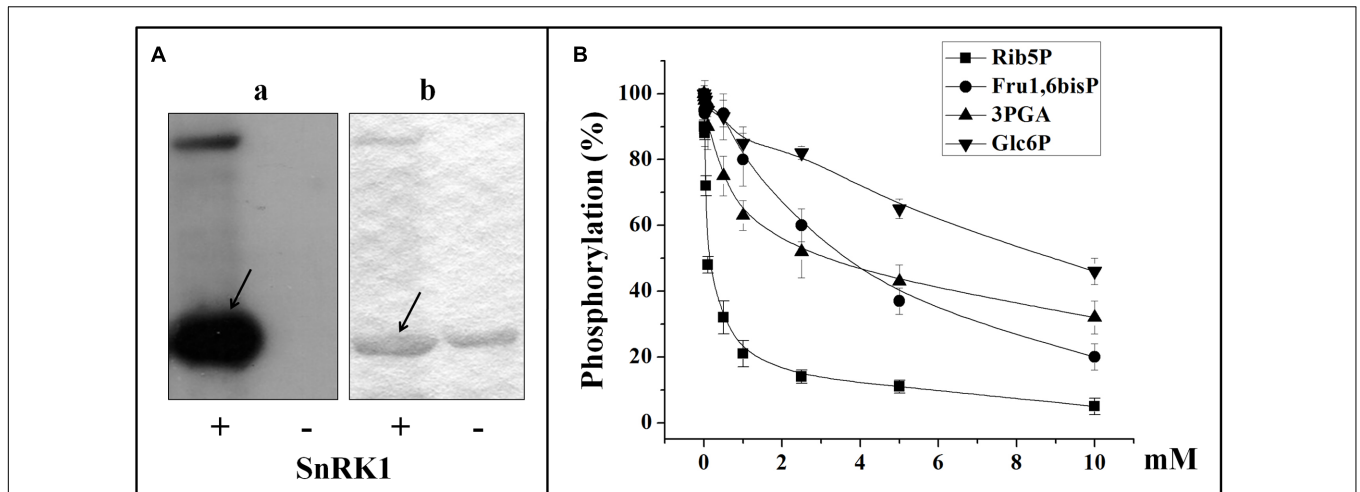 A
a b
+ - + -
SnRK1
B
Rib5P
Fru1,6bisP
3PGA
Glc6P
Phosphorylation (%)
100
80
60
40
20
0
0 2 4 6 8 10 mM